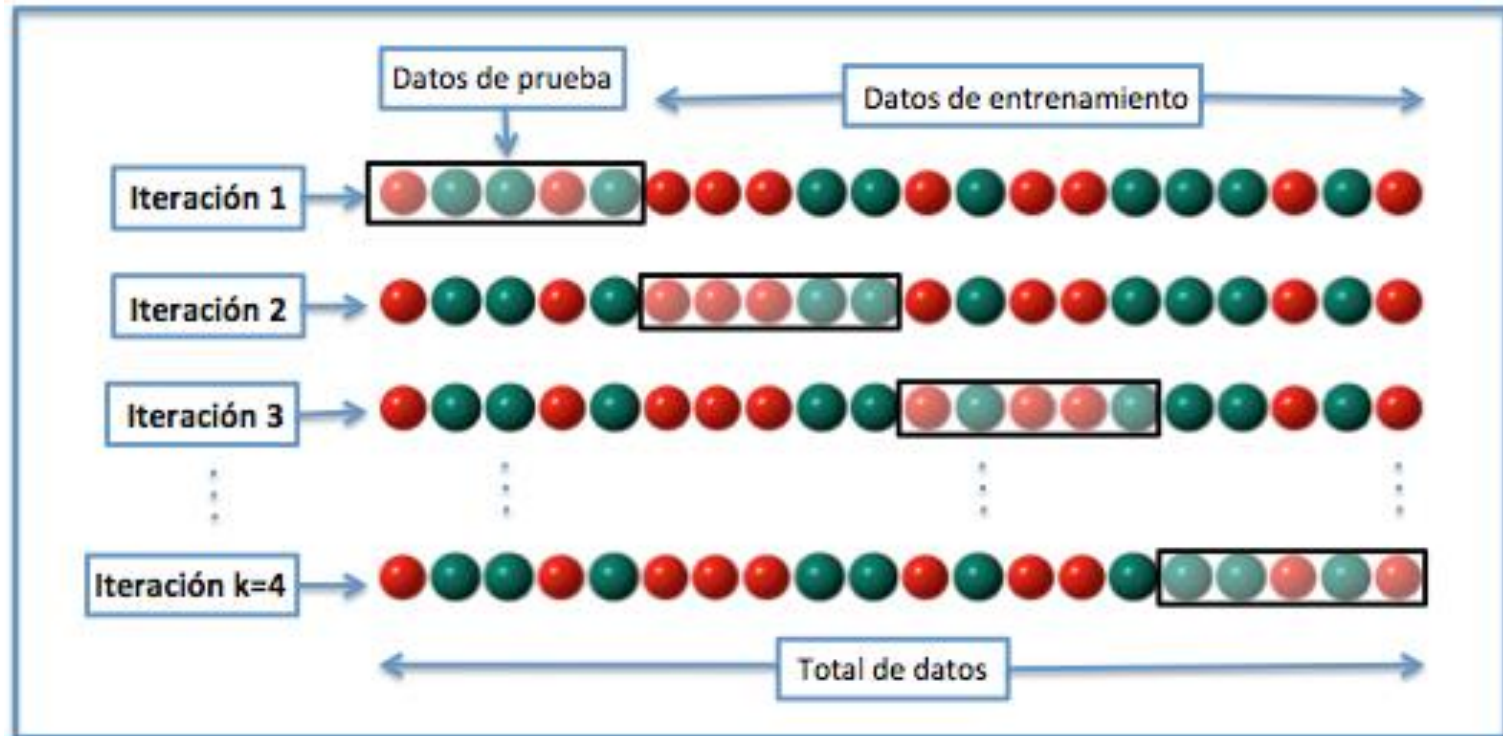 Datos de prueba
Datos de entrenamiento
Iteración 1
Iteración 2
Iteración 3
Iteración k=4
Total de datos